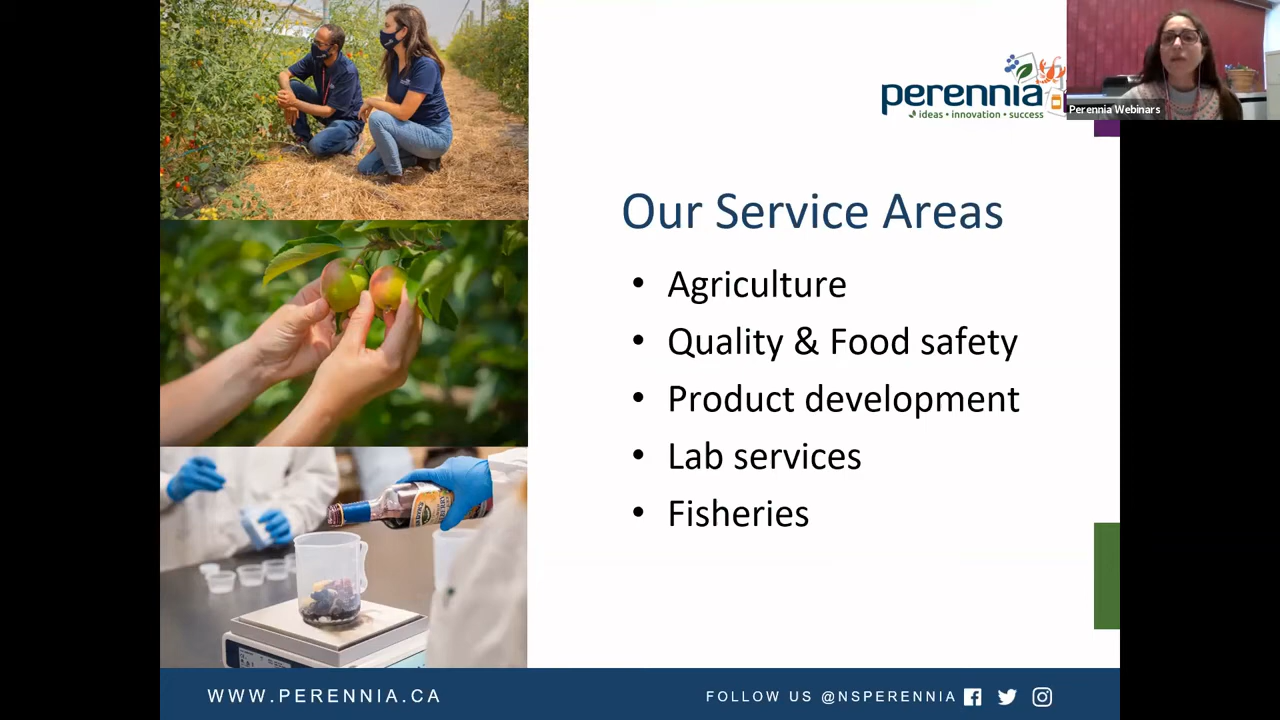 perennia
ideas • innovation • success
Perennia Webinars
Our Service Areas
• Agriculture
• Quality & Food safety
• Product development
• Lab services
• Fisheries
WWW.PERENNIA.CA
FOLLOW US @NSPERENNIA